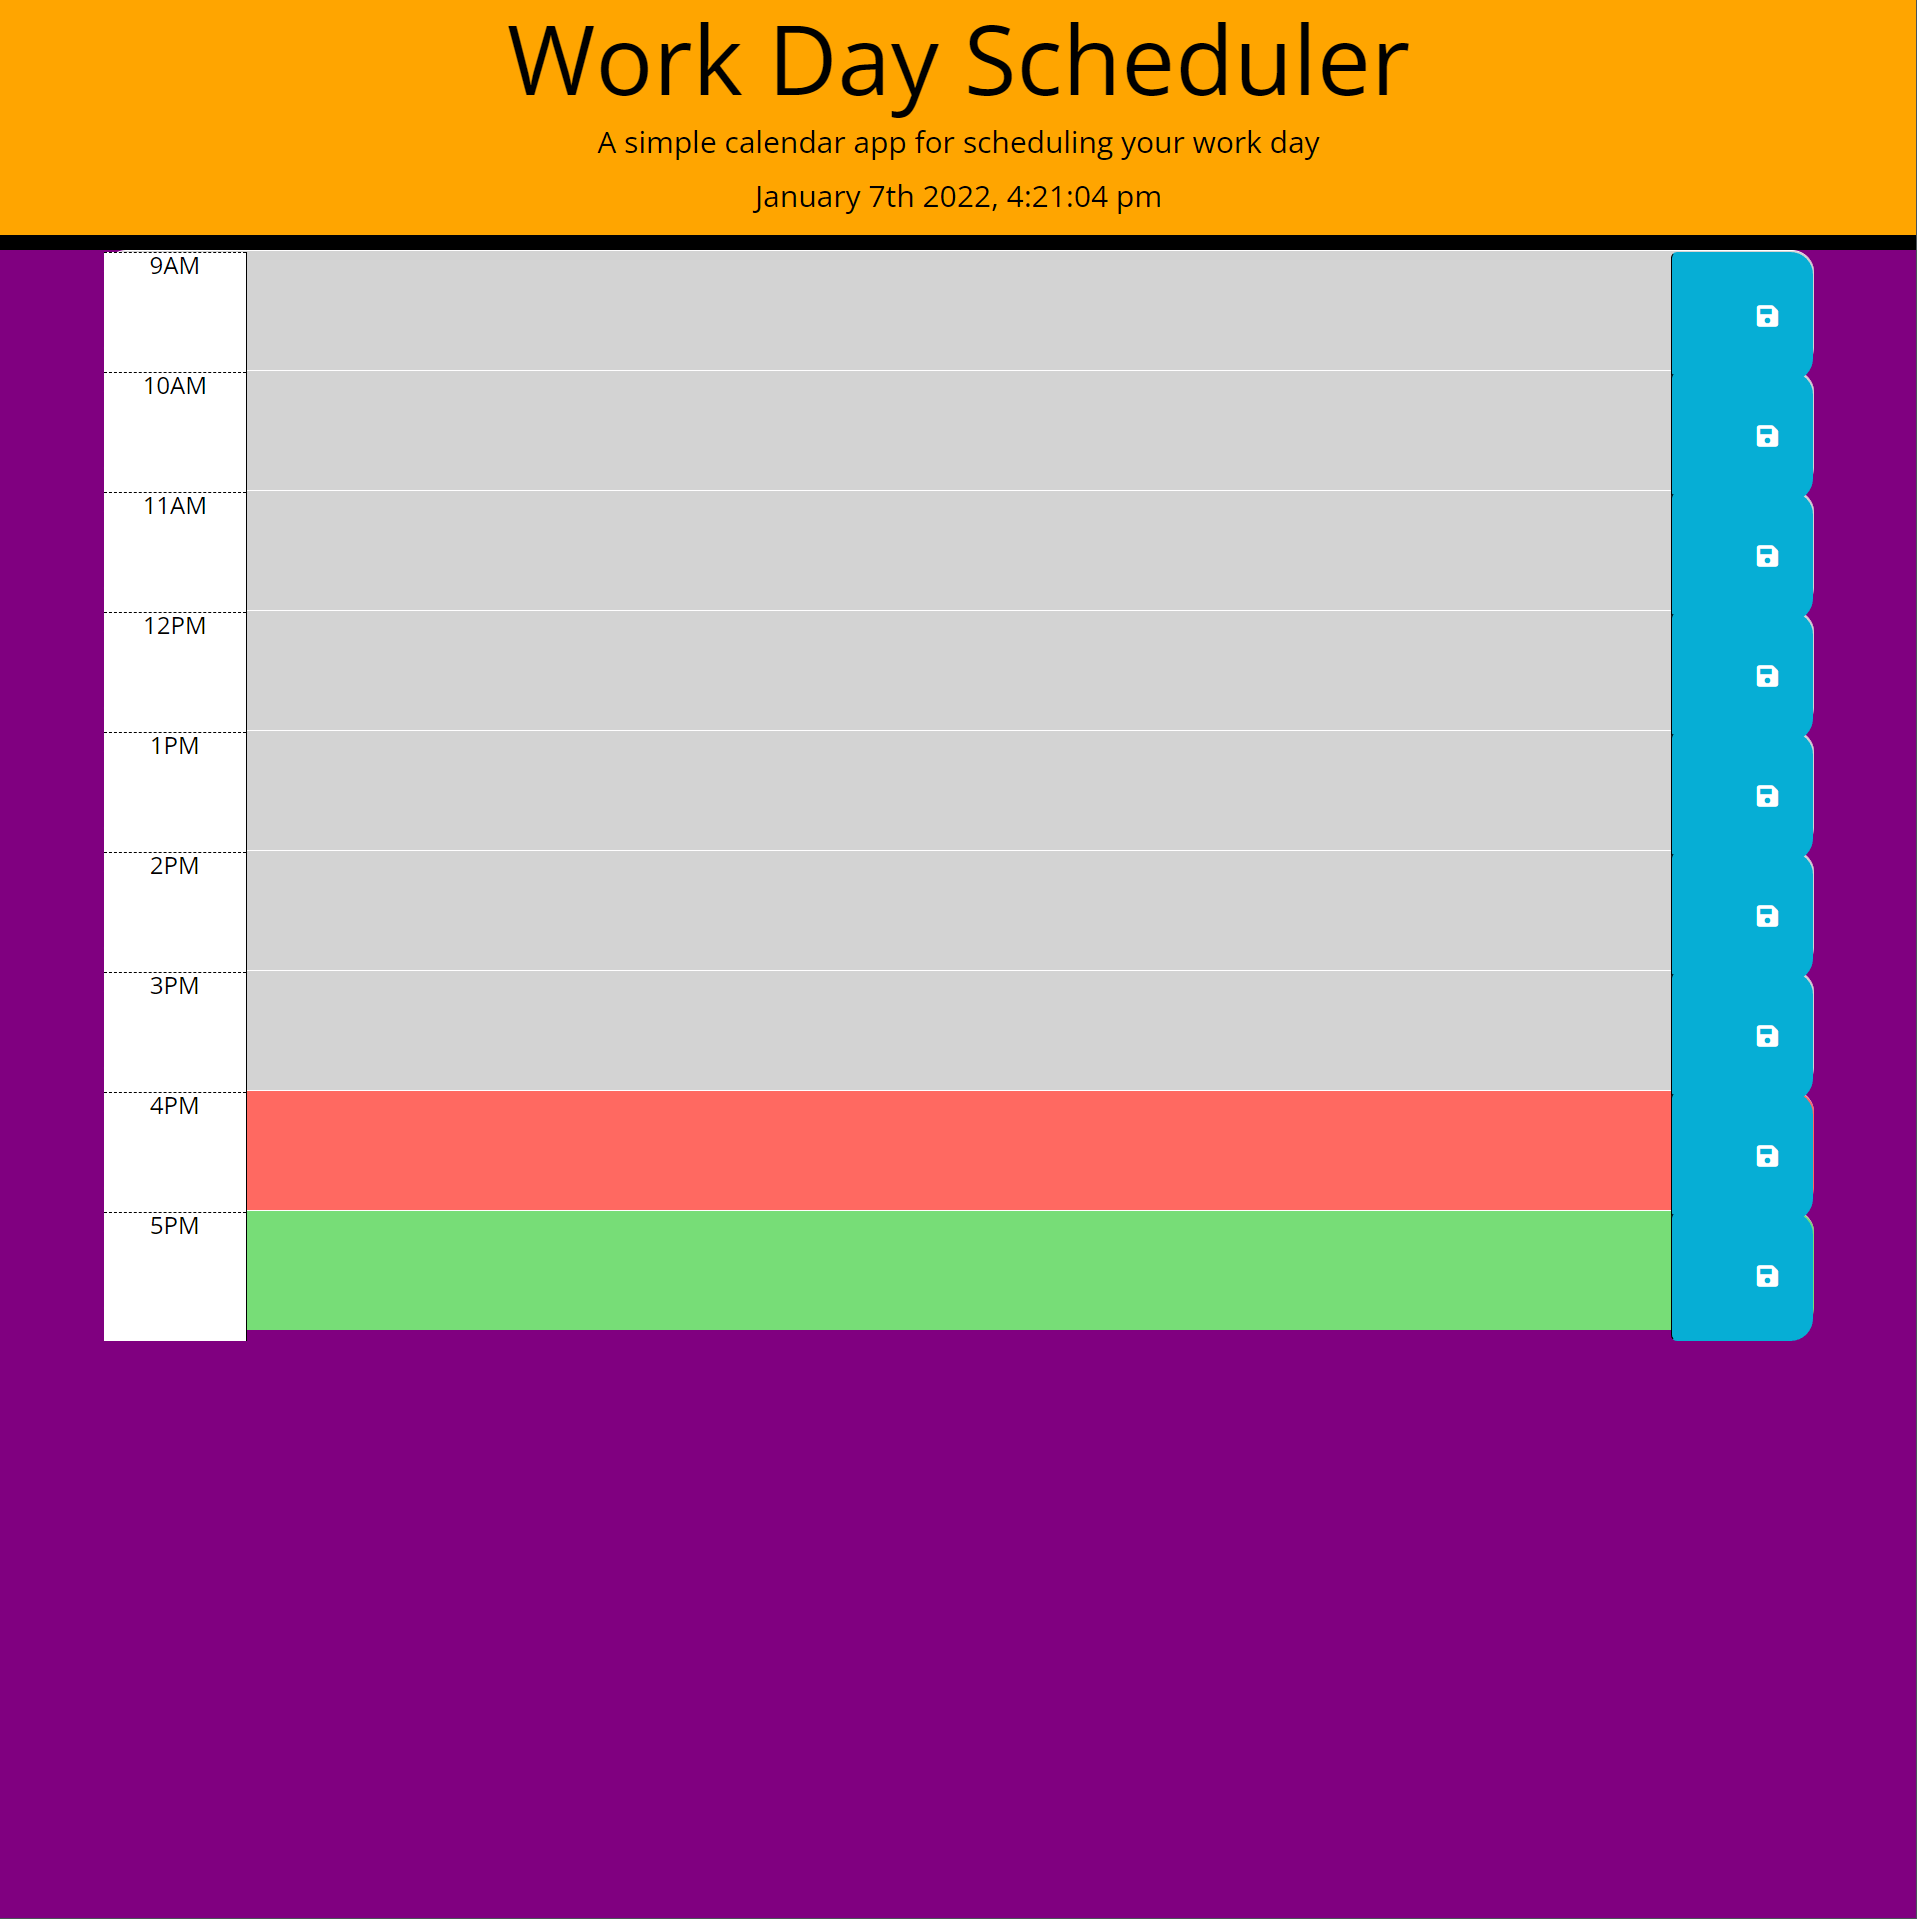 Work Day Scheduler
A simple calendar app for scheduling your work day
January 7th 2022, 4:21:04 pm
9AM
10AM
11AM
12PM
1PM
2PM
3PM
4PM
5PM